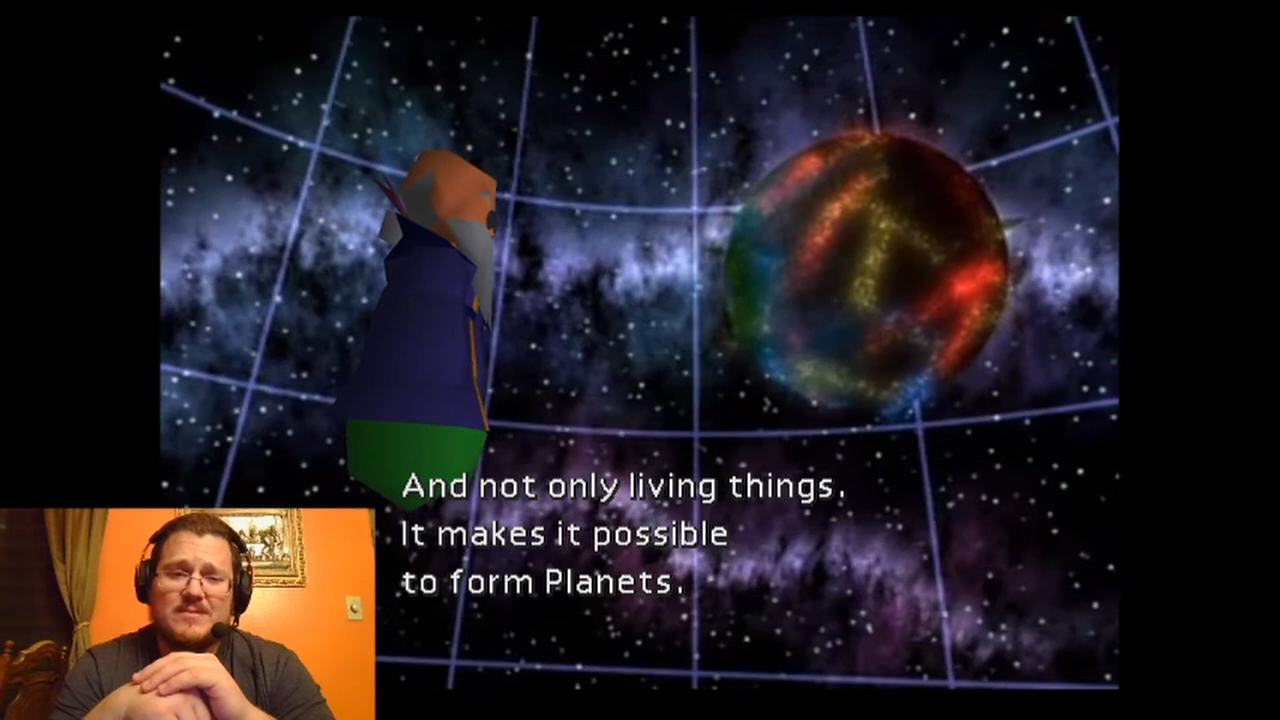 And not only living things.
It makes it possible
to form Planets.